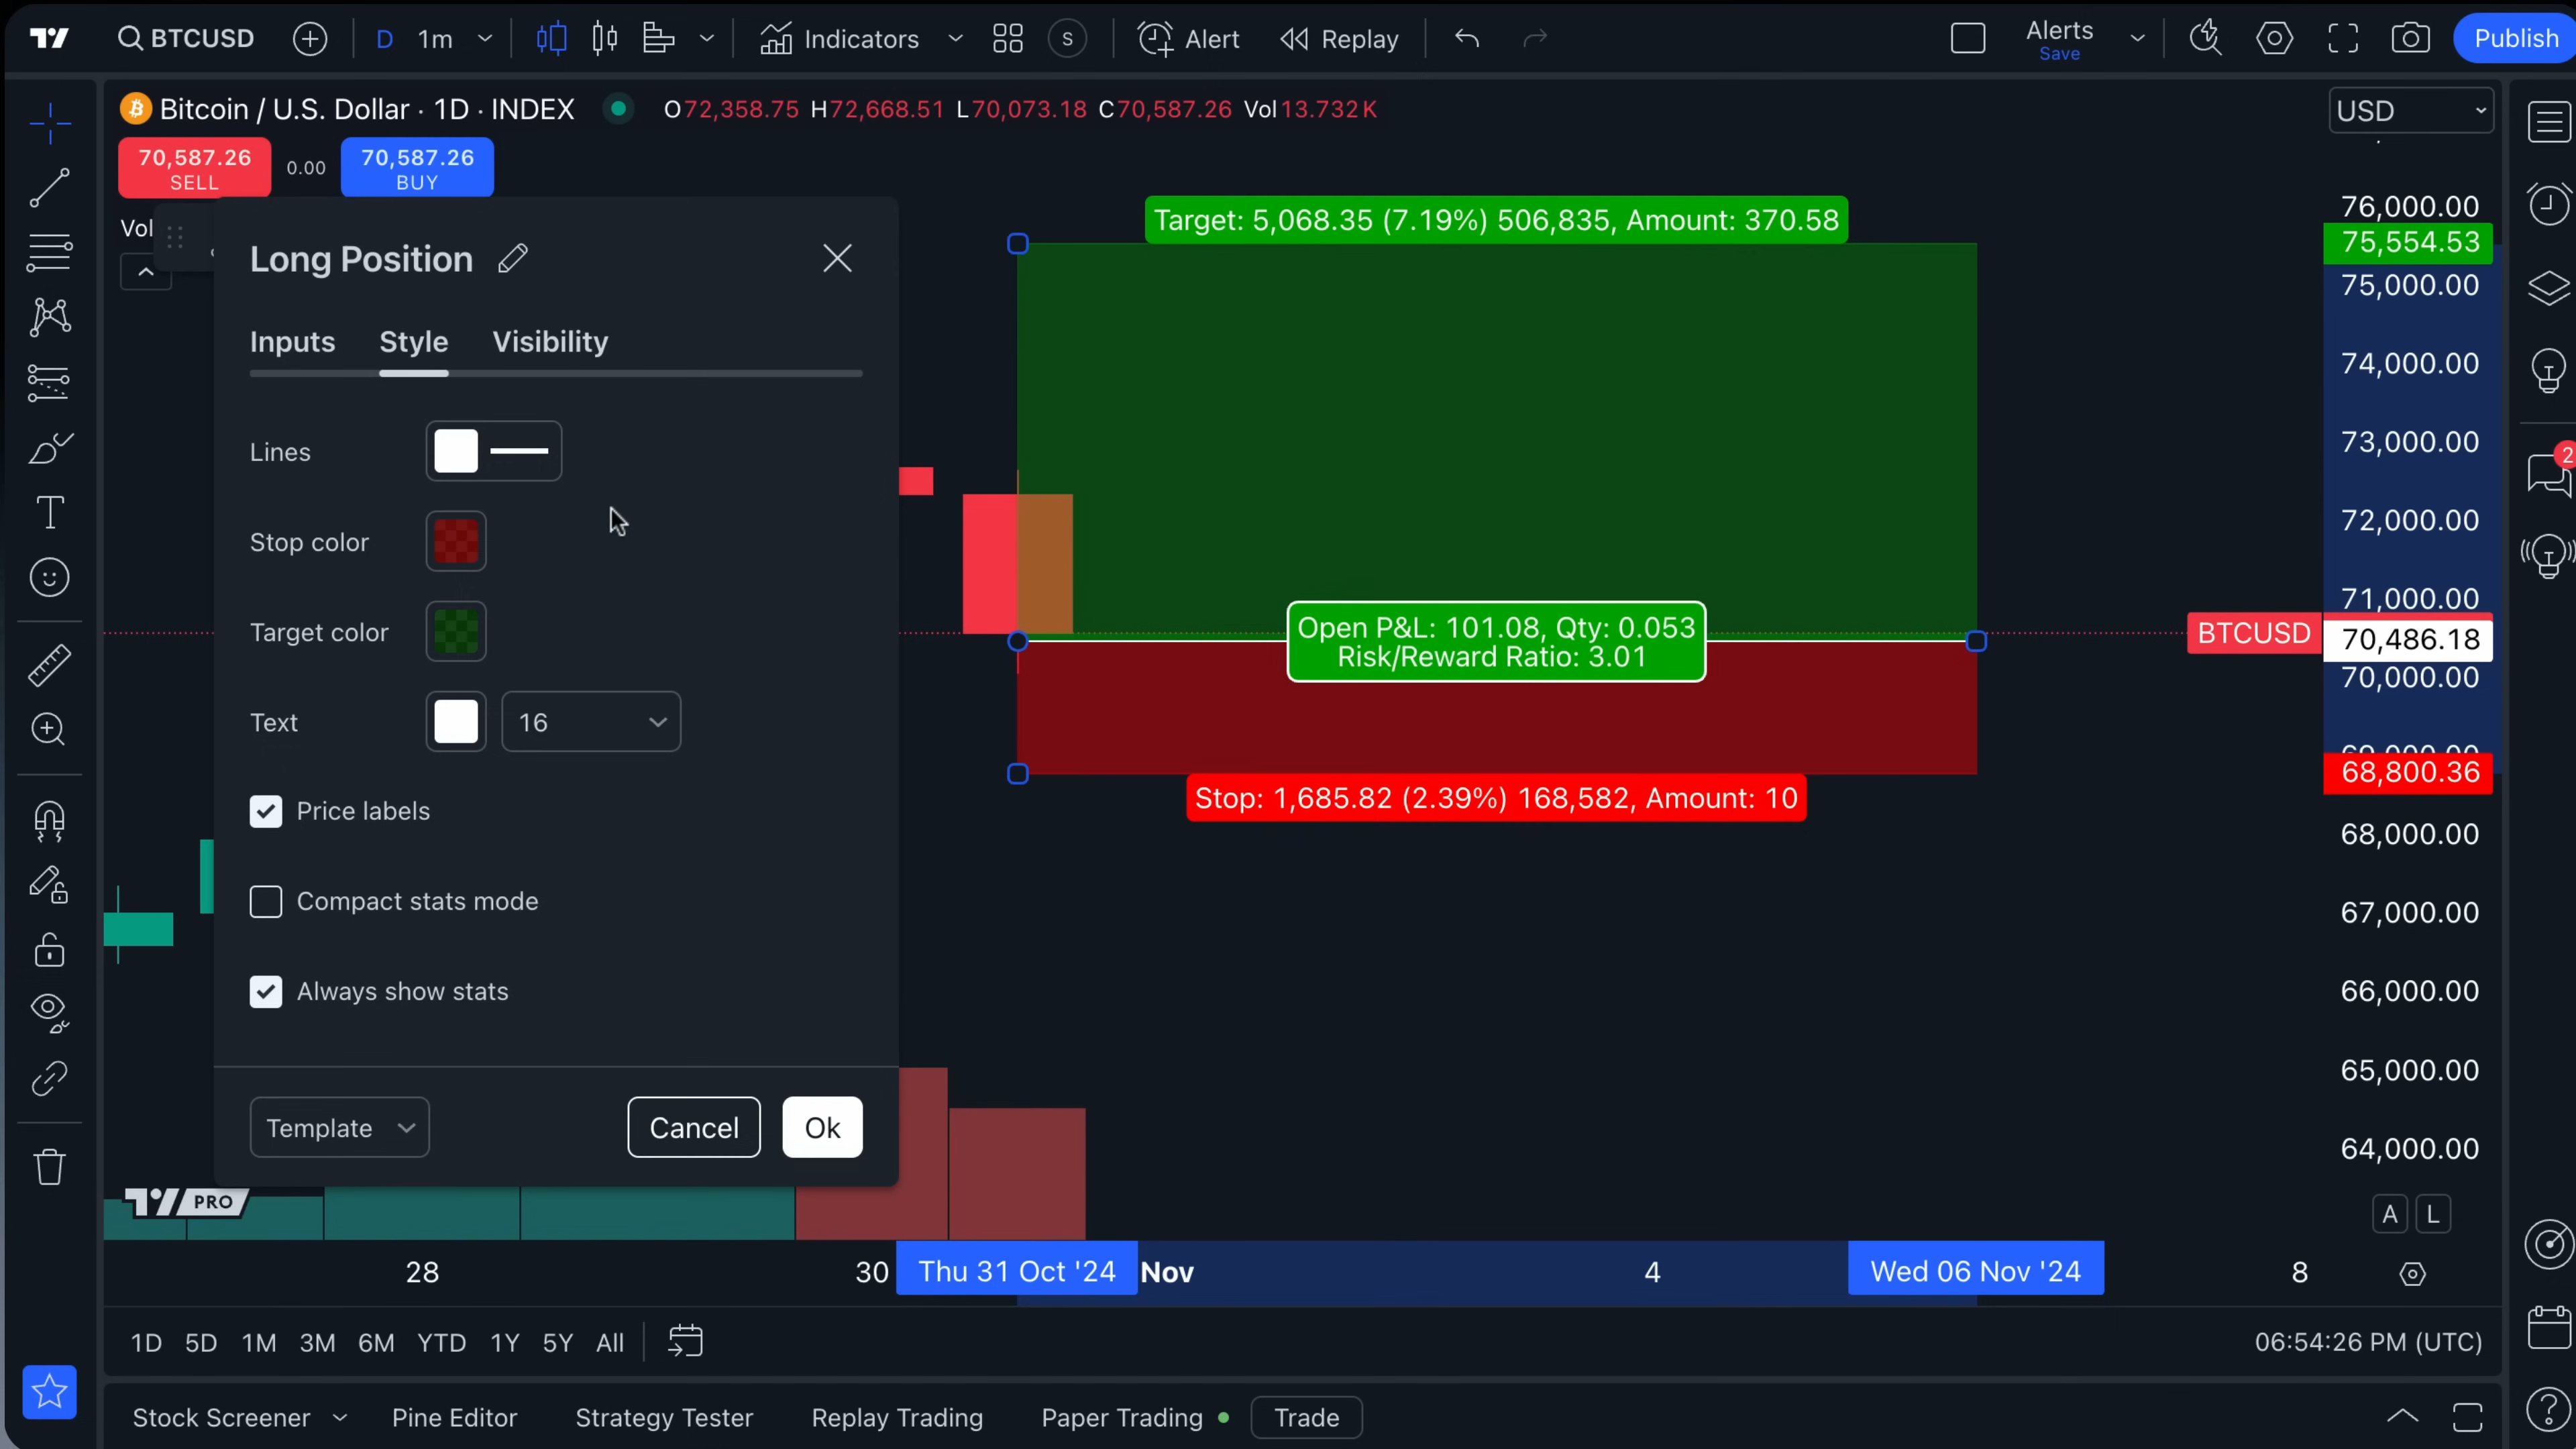 BTCUSD
D 1m
Indicators
S
Alert
Replay
Alerts
Save
Publish
Bitcoin / U.S. Dollar · 1D · INDEX
O72,358.75 H72,668.51 L70,073.18 C70,587.26 Vol13.732K
USD
70,587.26
SELL
0.00
70,587.26
BUY
Vol
Long Position
Inputs Style Visibility
Lines
Stop color
Target color
Text 16
Price labels
Compact stats mode
Always show stats
Template
Cancel
Ok
Target: 5,068.35 (7.19%) 506,835, Amount: 370.58
Open P&L: 101.08, Qty: 0.053
Risk/Reward Ratio: 3.01
Stop: 1,685.82 (2.39%) 168,582, Amount: 10
76,000.00
75,554.53
75,000.00
74,000.00
73,000.00
72,000.00
71,000.00
BTCUSD
70,486.18
70,000.00
68,800.36
68,000.00
67,000.00
66,000.00
65,000.00
64,000.00
2
A L
PRO
28 30 Thu 31 Oct '24 Nov 4 Wed 06 Nov '24 8
1D 5D 1M 3M 6M YTD 1Y 5Y All
06:54:26 PM (UTC)
Stock Screener Pine Editor Strategy Tester Replay Trading Paper Trading Trade